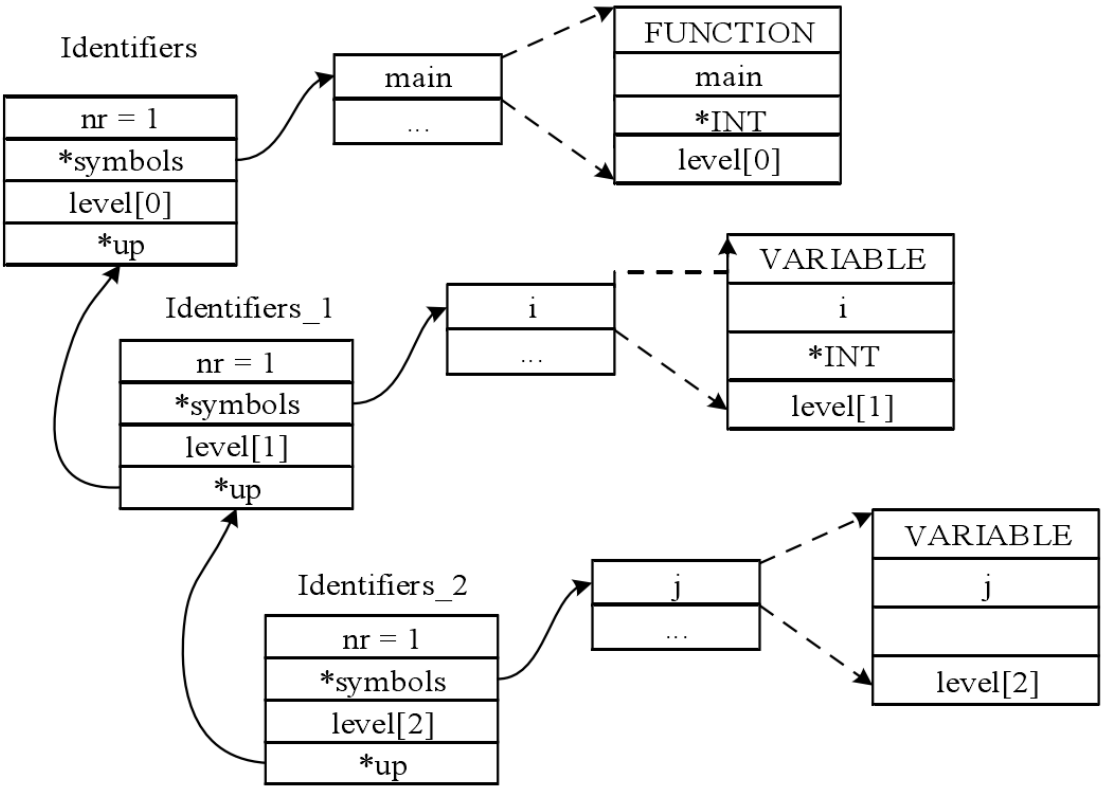 Identifiers
nr = 1
*symbols
level[0]
*up
main
...
FUNCTION
main
*INT
level[0]
Identifiers_1
nr = 1
*symbols
level[1]
*up
i
...
VARIABLE
i
*INT
level[1]
Identifiers_2
nr = 1
*symbols
level[2]
*up
j
...
VARIABLE
j
level[2]